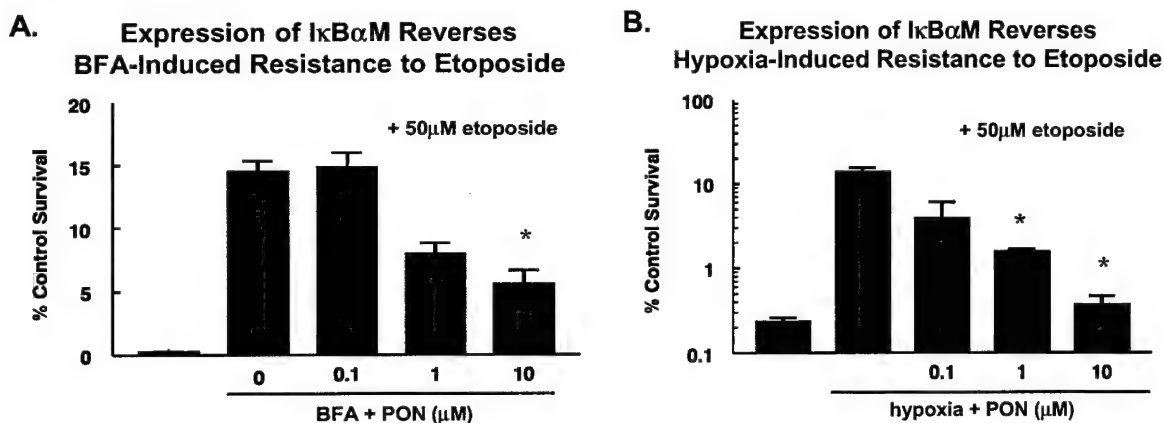 A.
Expression of IκBαM Reverses
BFA-Induced Resistance to Etoposide
20
15
10
5
0
% Control Survival
+ 50μM etoposide
*
0 0.1 1 10
BFA + PON (μM)
B.
Expression of IκBαM Reverses
Hypoxia-Induced Resistance to Etoposide
100
10
1
0.1
% Control Survival
+ 50μM etoposide
*
*
0.1 1 10
hypoxia + PON (μM)